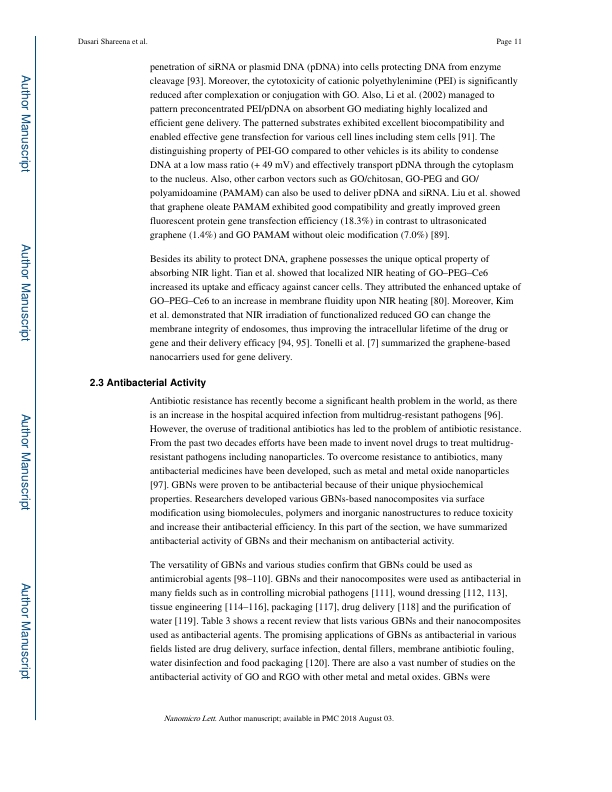 Dasari Shareena et al.
Page 11
penetration of siRNA or plasmid DNA (pDNA) into cells protecting DNA from enzyme
cleavage [93]. Moreover, the cytotoxicity of cationic polyethylenimine (PEI) is significantly
reduced after complexation or conjugation with GO. Also, Li et al. (2002) managed to
pattern preconcentrated PEI/pDNA on absorbent GO mediating highly localized and
efficient gene delivery. The patterned substrates exhibited excellent biocompatibility and
enabled effective gene transfection for various cell lines including stem cells [91]. The
distinguishing property of PEI-GO compared to other vehicles is its ability to condense
DNA at a low mass ratio (+ 49 mV) and effectively transport pDNA through the cytoplasm
to the nucleus. Also, other carbon vectors such as GO/chitosan, GO-PEG and GO/
polyamidoamine (PAMAM) can also be used to deliver pDNA and siRNA. Liu et al. showed
that graphene oleate PAMAM exhibited good compatibility and greatly improved green
fluorescent protein gene transfection efficiency (18.3%) in contrast to ultrasonicated
graphene (1.4%) and GO PAMAM without oleic modification (7.0%) [89].
Besides its ability to protect DNA, graphene possesses the unique optical property of
absorbing NIR light. Tian et al. showed that localized NIR heating of GO–PEG–Ce6
increased its uptake and efficacy against cancer cells. They attributed the enhanced uptake of
GO–PEG–Ce6 to an increase in membrane fluidity upon NIR heating [80]. Moreover, Kim
et al. demonstrated that NIR irradiation of functionalized reduced GO can change the
membrane integrity of endosomes, thus improving the intracellular lifetime of the drug or
gene and their delivery efficacy [94, 95]. Tonelli et al. [7] summarized the graphene-based
nanocarriers used for gene delivery.
2.3 Antibacterial Activity
Antibiotic resistance has recently become a significant health problem in the world, as there
is an increase in the hospital acquired infection from multidrug-resistant pathogens [96].
However, the overuse of traditional antibiotics has led to the problem of antibiotic resistance.
From the past two decades efforts have been made to invent novel drugs to treat multidrug-
resistant pathogens including nanoparticles. To overcome resistance to antibiotics, many
antibacterial medicines have been developed, such as metal and metal oxide nanoparticles
[97]. GBNs were proven to be antibacterial because of their unique physiochemical
properties. Researchers developed various GBNs-based nanocomposites via surface
modification using biomolecules, polymers and inorganic nanostructures to reduce toxicity
and increase their antibacterial efficiency. In this part of the section, we have summarized
antibacterial activity of GBNs and their mechanism on antibacterial activity.
The versatility of GBNs and various studies confirm that GBNs could be used as
antimicrobial agents [98–110]. GBNs and their nanocomposites were used as antibacterial in
many fields such as in controlling microbial pathogens [111], wound dressing [112, 113],
tissue engineering [114–116], packaging [117], drug delivery [118] and the purification of
water [119]. Table 3 shows a recent review that lists various GBNs and their nanocomposites
used as antibacterial agents. The promising applications of GBNs as antibacterial in various
fields listed are drug delivery, surface infection, dental fillers, membrane antibiotic fouling,
water disinfection and food packaging [120]. There are also a vast number of studies on the
antibacterial activity of GO and RGO with other metal and metal oxides. GBNs were
Nanomicro Lett. Author manuscript; available in PMC 2018 August 03.
Author Manuscript
Author Manuscript
Author Manuscript
Author Manuscript